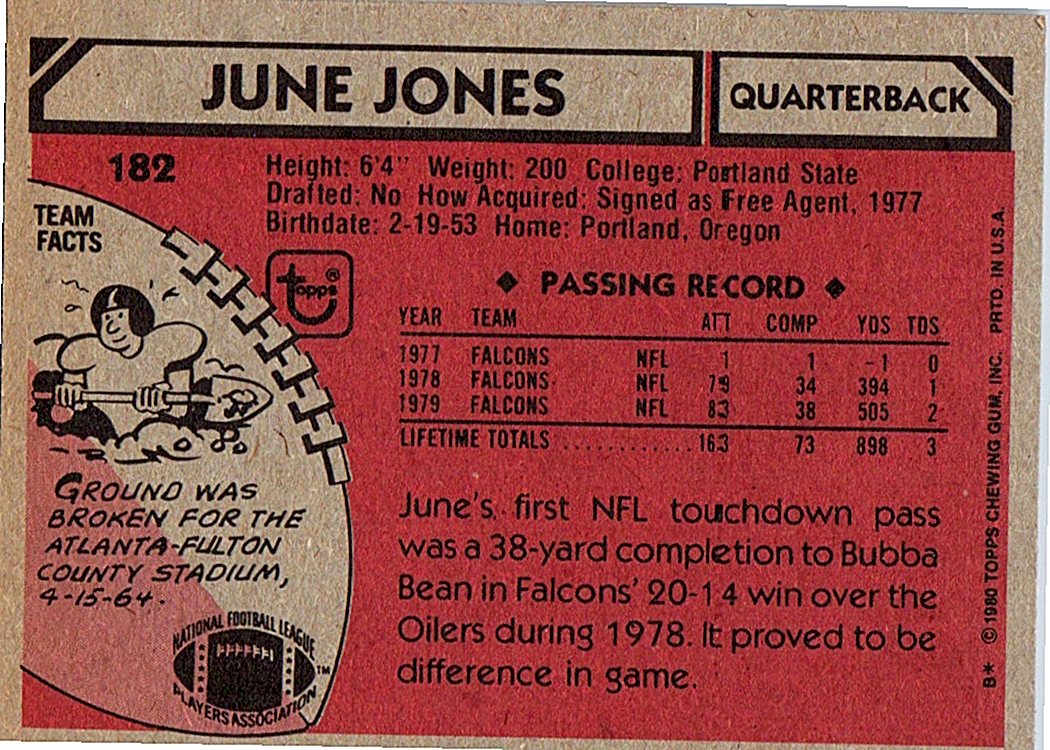 JUNE JONES
QUARTERBACK
182
Height: 6'4" Weight: 200 College: Portland State
Drafted: No How Acquired: Signed as Free Agent, 1977
Birthdate: 2-19-53 Home: Portland, Oregon
TEAM
FACTS
topps®
◆ PASSING RECORD ◆
YEAR TEAM ATT COMP YDS TDS
1977 FALCONS NFL 1 1 -1 0
1978 FALCONS NFL 79 34 394 1
1979 FALCONS NFL 83 38 505 2
LIFETIME TOTALS ............ 163 73 898 3
GROUND WAS
BROKEN FOR THE
ATLANTA-FULTON
COUNTY STADIUM,
4-15-64.
NATIONAL FOOTBALL LEAGUE
PLAYERS ASSOCIATION
TM
June's first NFL touchdown pass
was a 38-yard completion to Bubba
Bean in Falcons' 20-14 win over the
Oilers during 1978. It proved to be
difference in game.
B* © 1980 TOPPS CHEWING GUM, INC. PRTD. IN U.S.A.